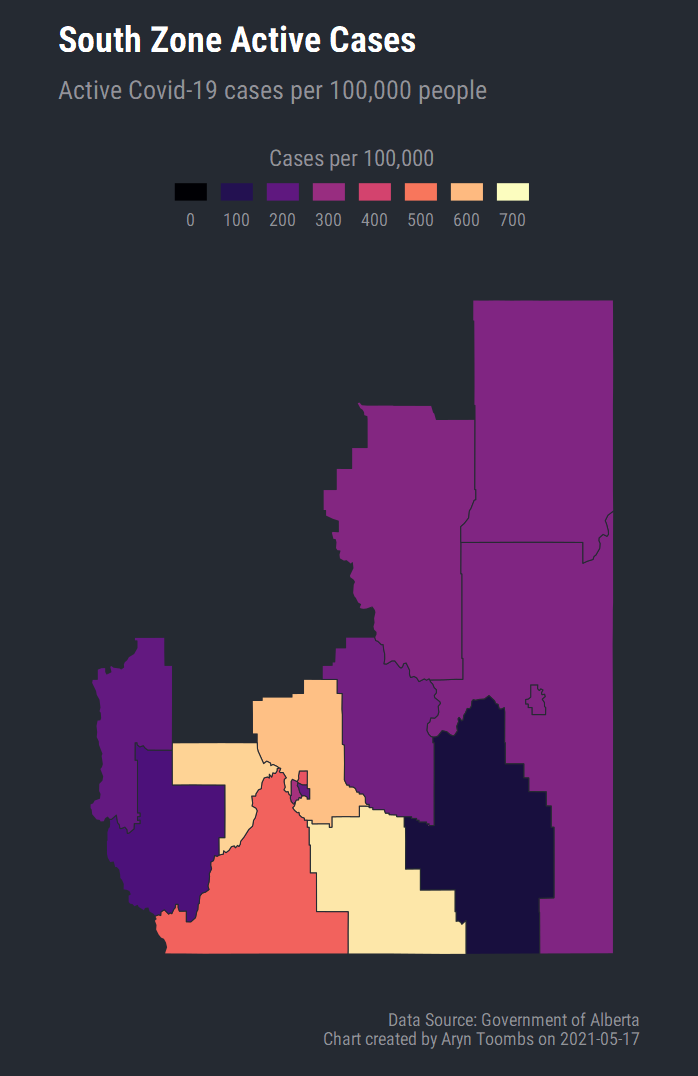 South Zone Active Cases
Active Covid-19 cases per 100,000 people
Cases per 100,000
0 100 200 300 400 500 600 700
Data Source: Government of Alberta
Chart created by Aryn Toombs on 2021-05-17